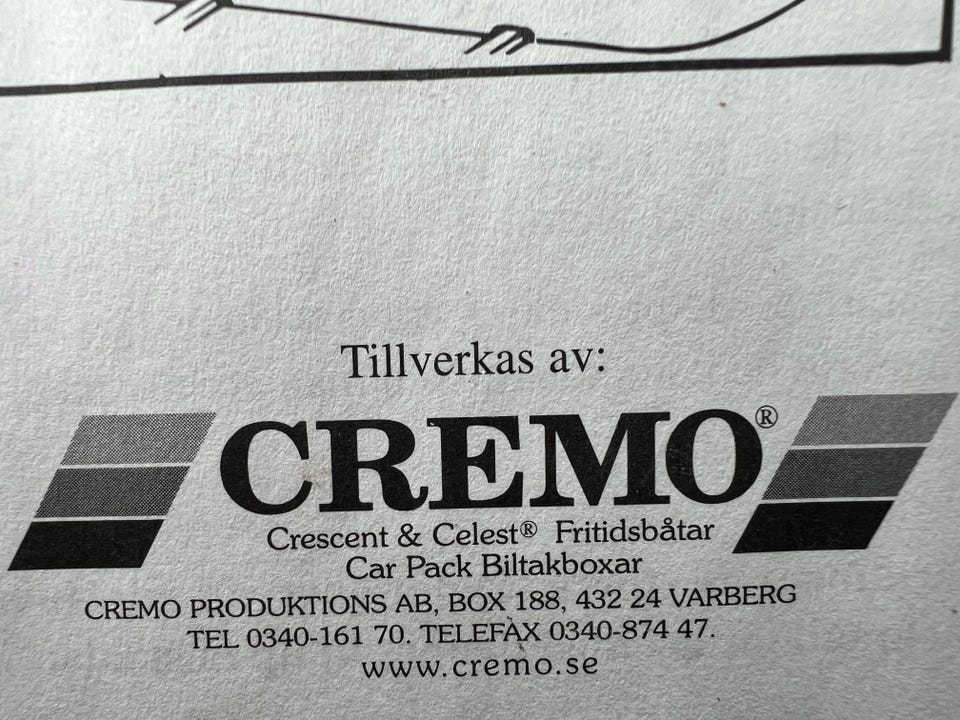 Tillverkas av:
CREMO®
Crescent & Celest® Fritidsbåtar
Car Pack Biltakboxar
CREMO PRODUKTIONS AB, BOX 188, 432 24 VARBERG
TEL 0340-161 70. TELEFAX 0340-874 47.
www.cremo.se